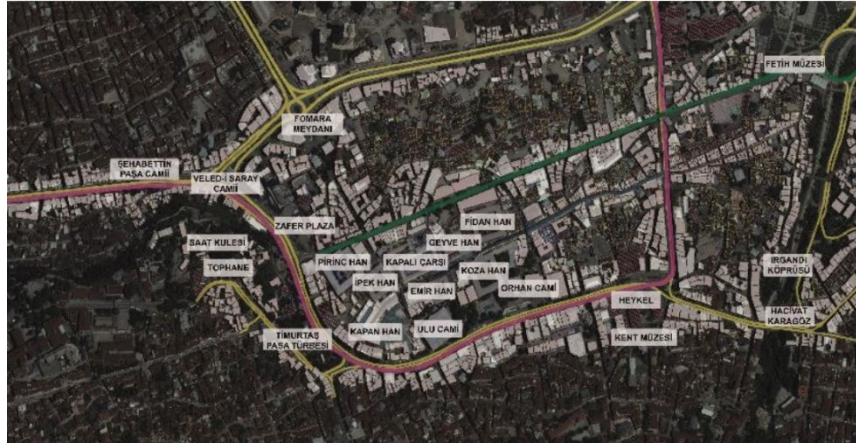 FETİH MÜZESİ
FOMARA
MEYDANI
ŞEHABETTİN
PAŞA CAMİİ
VELED-İ SARAY
CAMİİ
ZAFER PLAZA
FİDAN HAN
SAAT KULESİ
GEYVE HAN
TOPHANE
PİRİNÇ HAN
KAPALI ÇARŞI
KOZA HAN
IRGANDI
KÖPRÜSÜ
İPEK HAN
EMİR HAN
ORHAN CAMİ
HEYKEL
HACİVAT
KARAGÖZ
TİMURTAŞ
PAŞA TÜRBESİ
KAPAN HAN
ULU CAMİ
KENT MÜZESİ